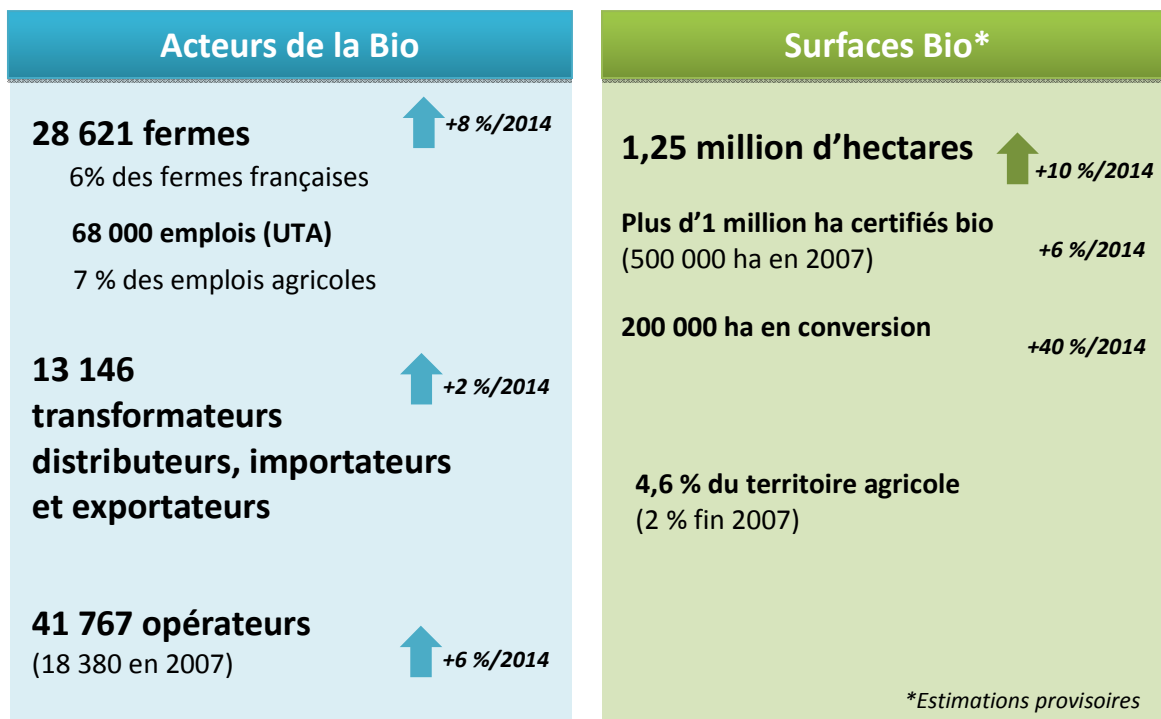 Acteurs de la Bio
28 621 fermes
+8 %/2014
6% des fermes françaises
68 000 emplois (UTA)
7 % des emplois agricoles
13 146
+2 %/2014
transformateurs
distributeurs, importateurs
et exportateurs
41 767 opérateurs
(18 380 en 2007)
+6 %/2014
Surfaces Bio*
1,25 million d’hectares
+10 %/2014
Plus d’1 million ha certifiés bio
(500 000 ha en 2007)
+6 %/2014
200 000 ha en conversion
+40 %/2014
4,6 % du territoire agricole
(2 % fin 2007)
*Estimations provisoires